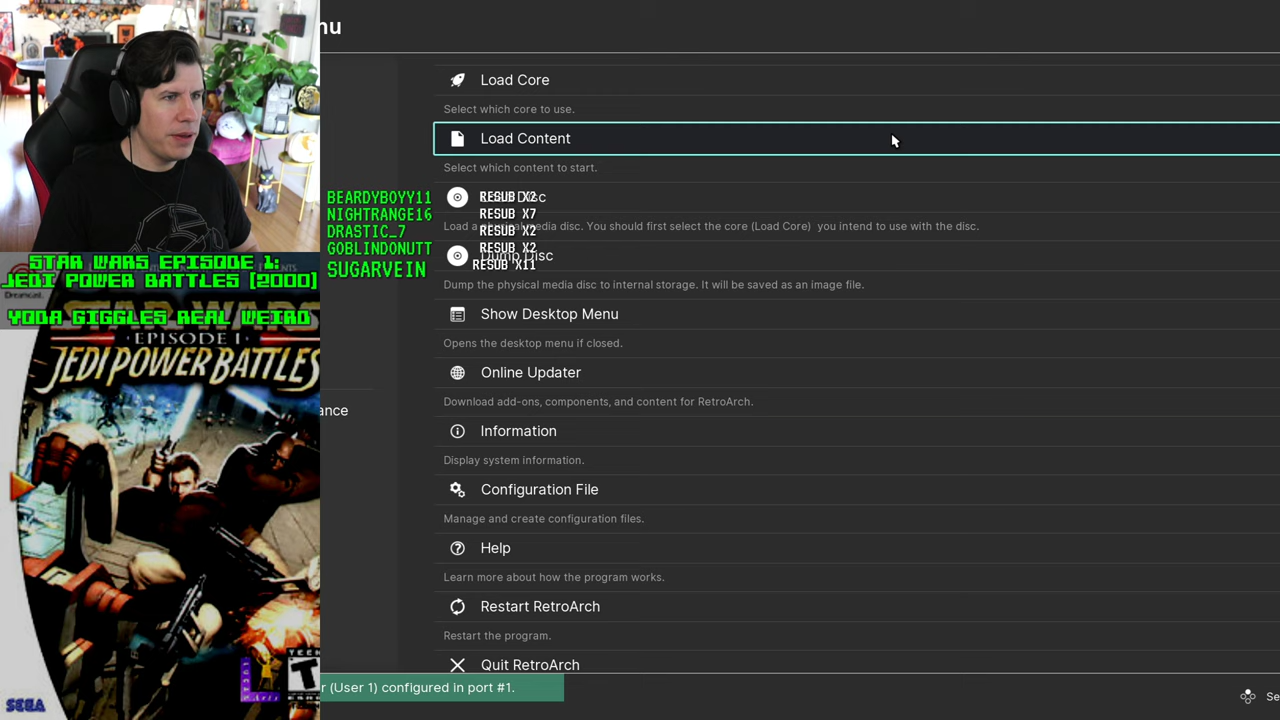 nu
Load Core
Select which core to use.
Load Content
Select which content to start.
BEARDYBOYY11 RESUB X2
NIGHTRANGE16 RESUB X7
DRASTIC_7 RESUB X2
GOBLINDONUTT RESUB X2
SUGARVEIN RESUB X11
Disc
Load a media disc. You should first select the core (Load Core) you intend to use with the disc.
Disc
Dump the physical media disc to internal storage. It will be saved as an image file.
Show Desktop Menu
Opens the desktop menu if closed.
Online Updater
Download add-ons, components, and content for RetroArch.
ance
Information
Display system information.
Configuration File
Manage and create configuration files.
Help
Learn more about how the program works.
Restart RetroArch
Restart the program.
Quit RetroArch
r (User 1) configured in port #1.
Se
STAR WARS EPISODE 1:
JEDI POWER BATTLES [2000]
YODA GIGGLES REAL WEIRD
Dreamcast
STAR WARS
EPISODE I
JEDI POWER BATTLES
TEEN
T
SEGA